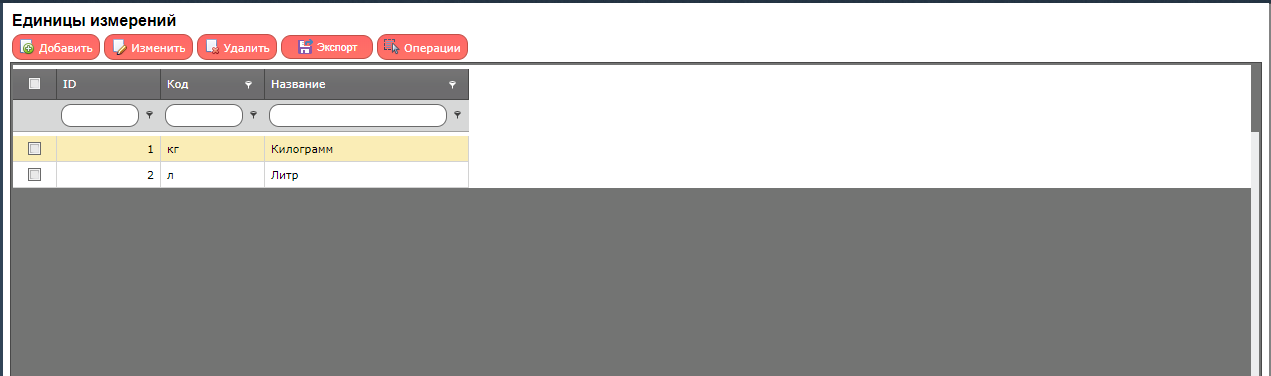 Единицы измерений
Добавить Изменить Удалить Экспорт Операции
ID Код Название
1 кг Килограмм
2 л Литр